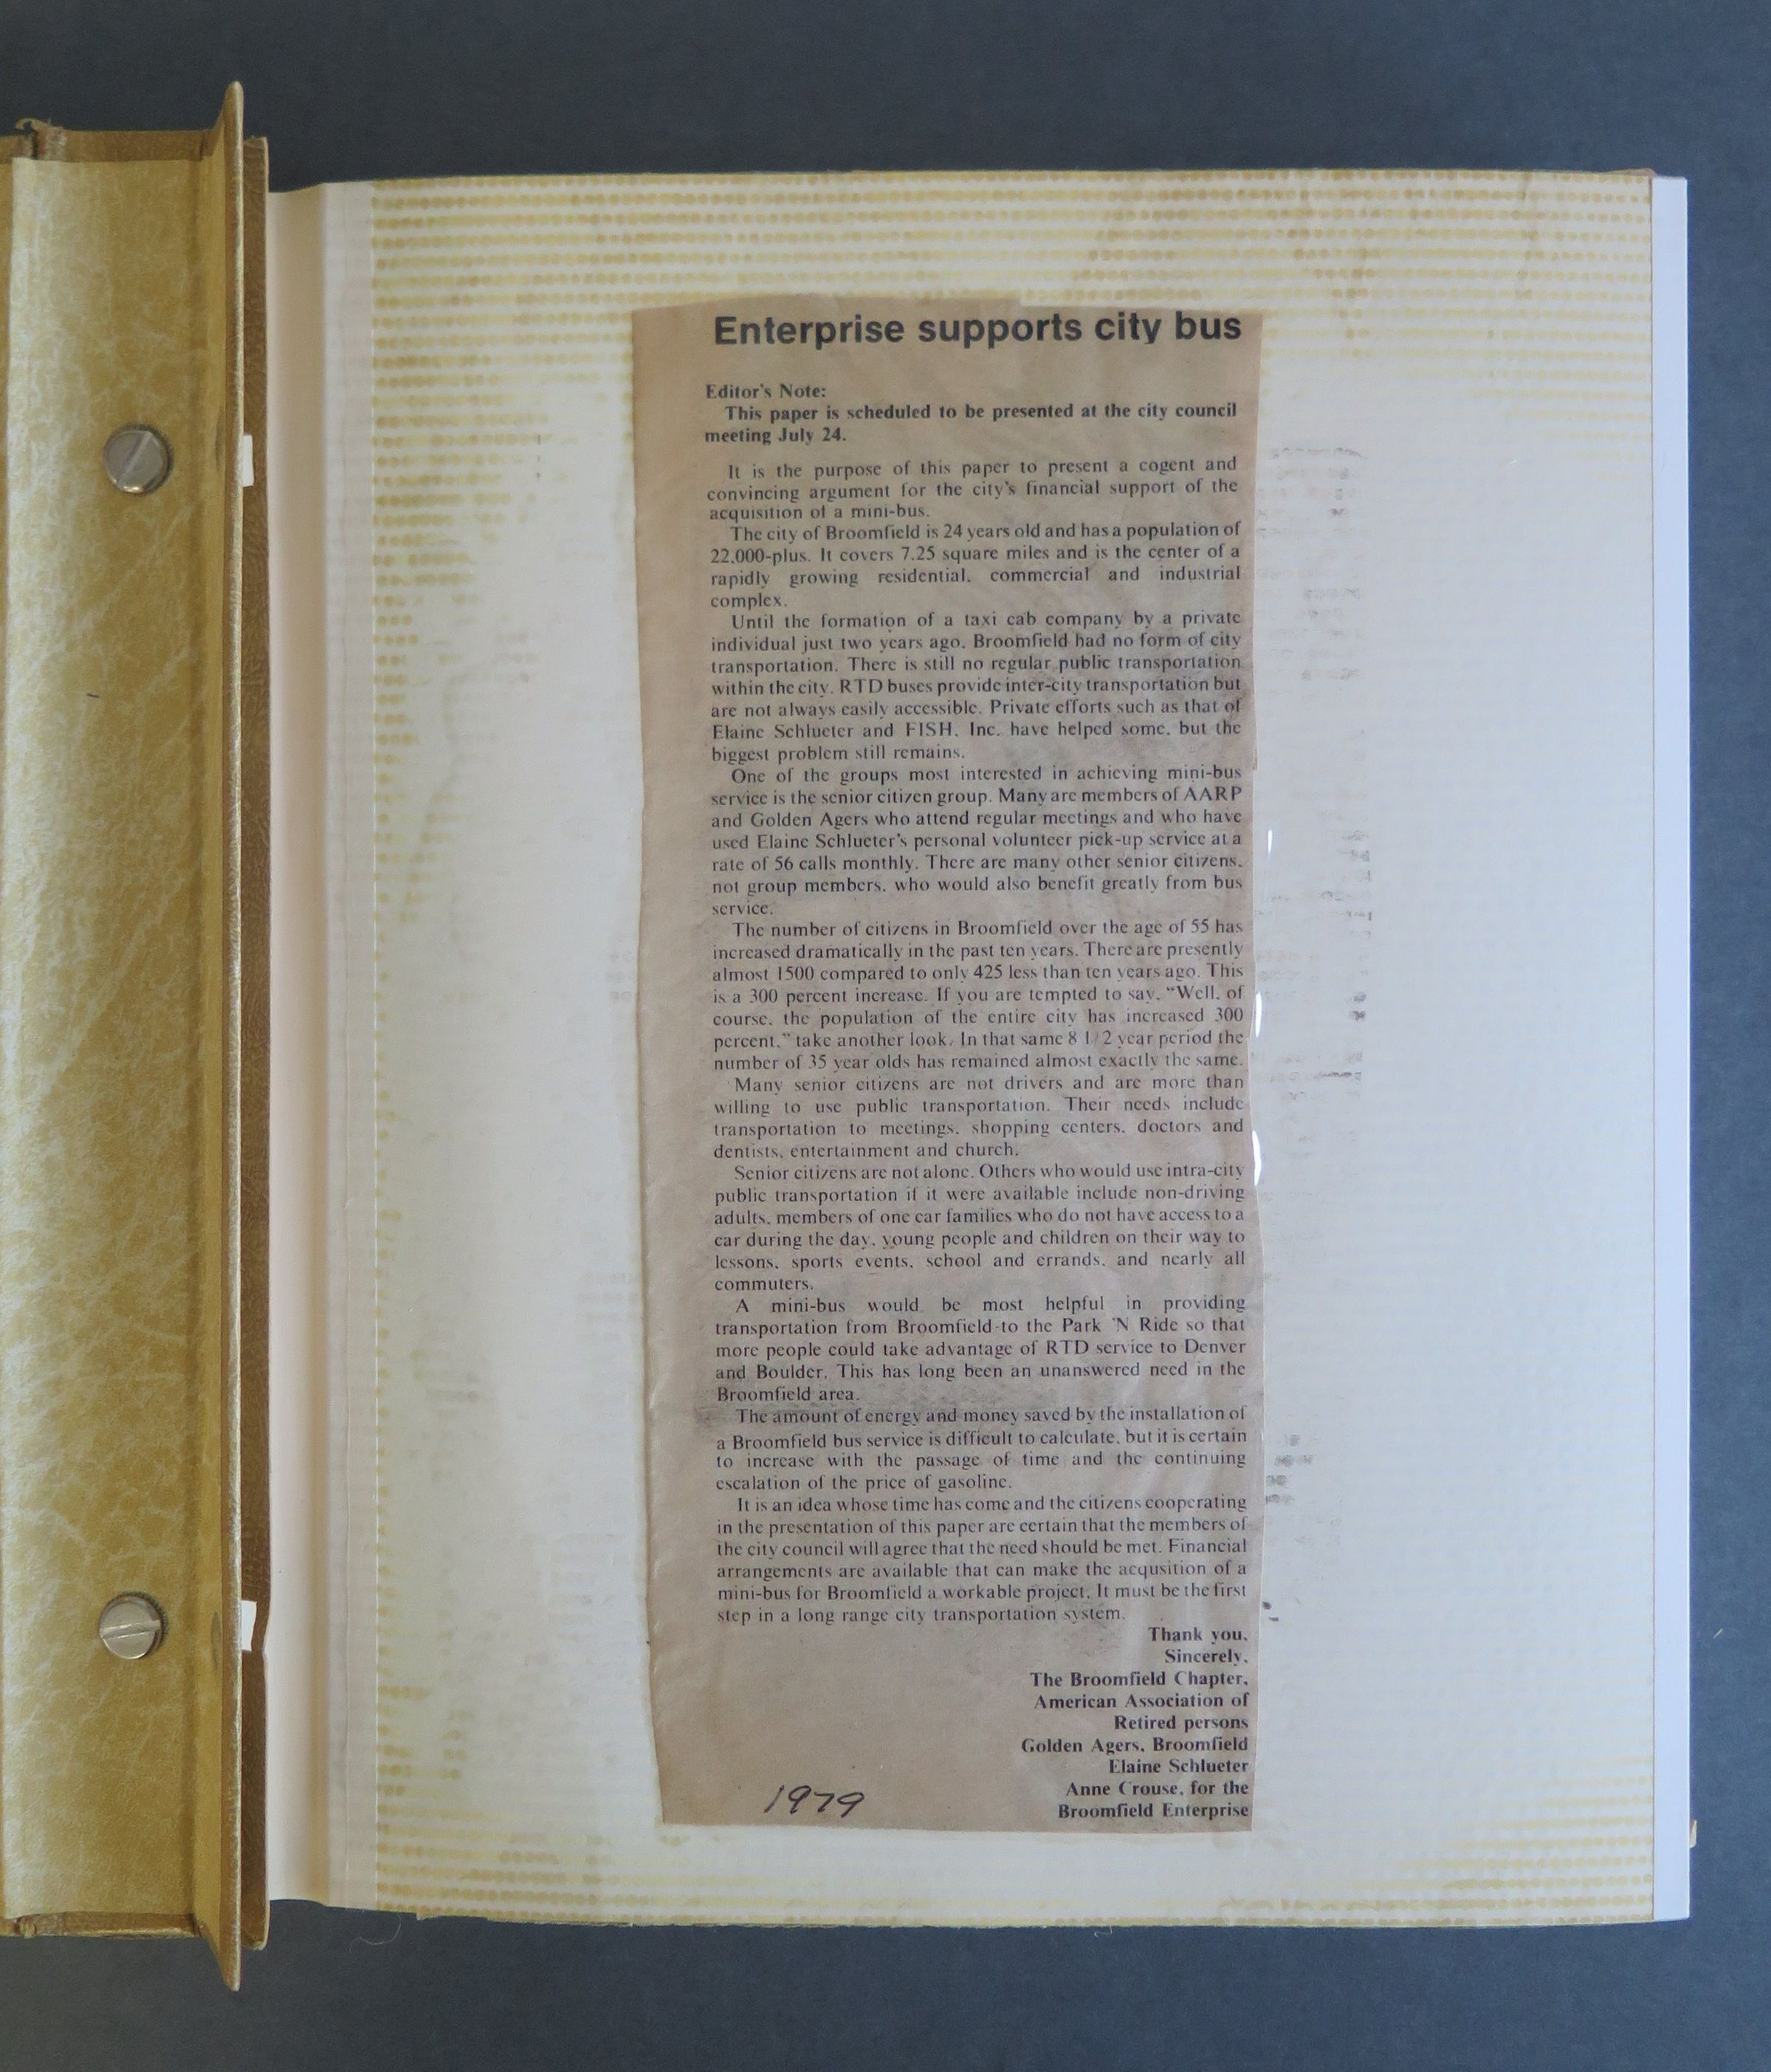 Enterprise supports city bus
Editor's Note:
This paper is scheduled to be presented at the city council
meeting July 24.
It is the purpose of this paper to present a cogent and
convincing argument for the city's financial support of the
acquisition of a mini-bus.
The city of Broomfield is 24 years old and has a population of
22,000-plus. It covers 7.25 square miles and is the center of a
rapidly growing residential, commercial and industrial
complex.
Until the formation of a taxi cab company by a private
individual just two years ago, Broomfield had no form of city
transportation. There is still no regular public transportation
within the city. RTD buses provide inter-city transportation but
are not always easily accessible. Private efforts such as that of
Elaine Schlueter and FISH, Inc. have helped some, but the
biggest problem still remains.
One of the groups most interested in achieving mini-bus
service is the senior citizen group. Many are members of AARP
and Golden Agers who attend regular meetings and who have
used Elaine Schlueter's personal volunteer pick-up service at a
rate of 56 calls monthly. There are many other senior citizens,
not group members, who would also benefit greatly from bus
service.
The number of citizens in Broomfield over the age of 55 has
increased dramatically in the past ten years. There are presently
almost 1500 compared to only 425 less than ten years ago. This
is a 300 percent increase. If you are tempted to say, "Well, of
course, the population of the entire city has increased 300
percent," take another look. In that same 8 1/2 year period the
number of 35 year olds has remained almost exactly the same.
Many senior citizens are not drivers and are more than
willing to use public transportation. Their needs include
transportation to meetings, shopping centers, doctors and
dentists, entertainment and church.
Senior citizens are not alone. Others who would use intra-city
public transportation if it were available include non-driving
adults, members of one car families who do not have access to a
car during the day, young people and children on their way to
lessons, sports events, school and errands, and nearly all
commuters.
A mini-bus would be most helpful in providing
transportation from Broomfield to the Park 'N Ride so that
more people could take advantage of RTD service to Denver
and Boulder. This has long been an unanswered need in the
Broomfield area.
The amount of energy and money saved by the installation of
a Broomfield bus service is difficult to calculate, but it is certain
to increase with the passage of time and the continuing
escalation of the price of gasoline.
It is an idea whose time has come and the citizens cooperating
in the presentation of this paper are certain that the members of
the city council will agree that the need should be met. Financial
arrangements are available that can make the acqusition of a
mini-bus for Broomfield a workable project. It must be the first
step in a long range city transportation system.
Thank you,
Sincerely,
The Broomfield Chapter,
American Association of
Retired persons
Golden Agers, Broomfield
Elaine Schlueter
Anne Crouse, for the
Broomfield Enterprise
1979